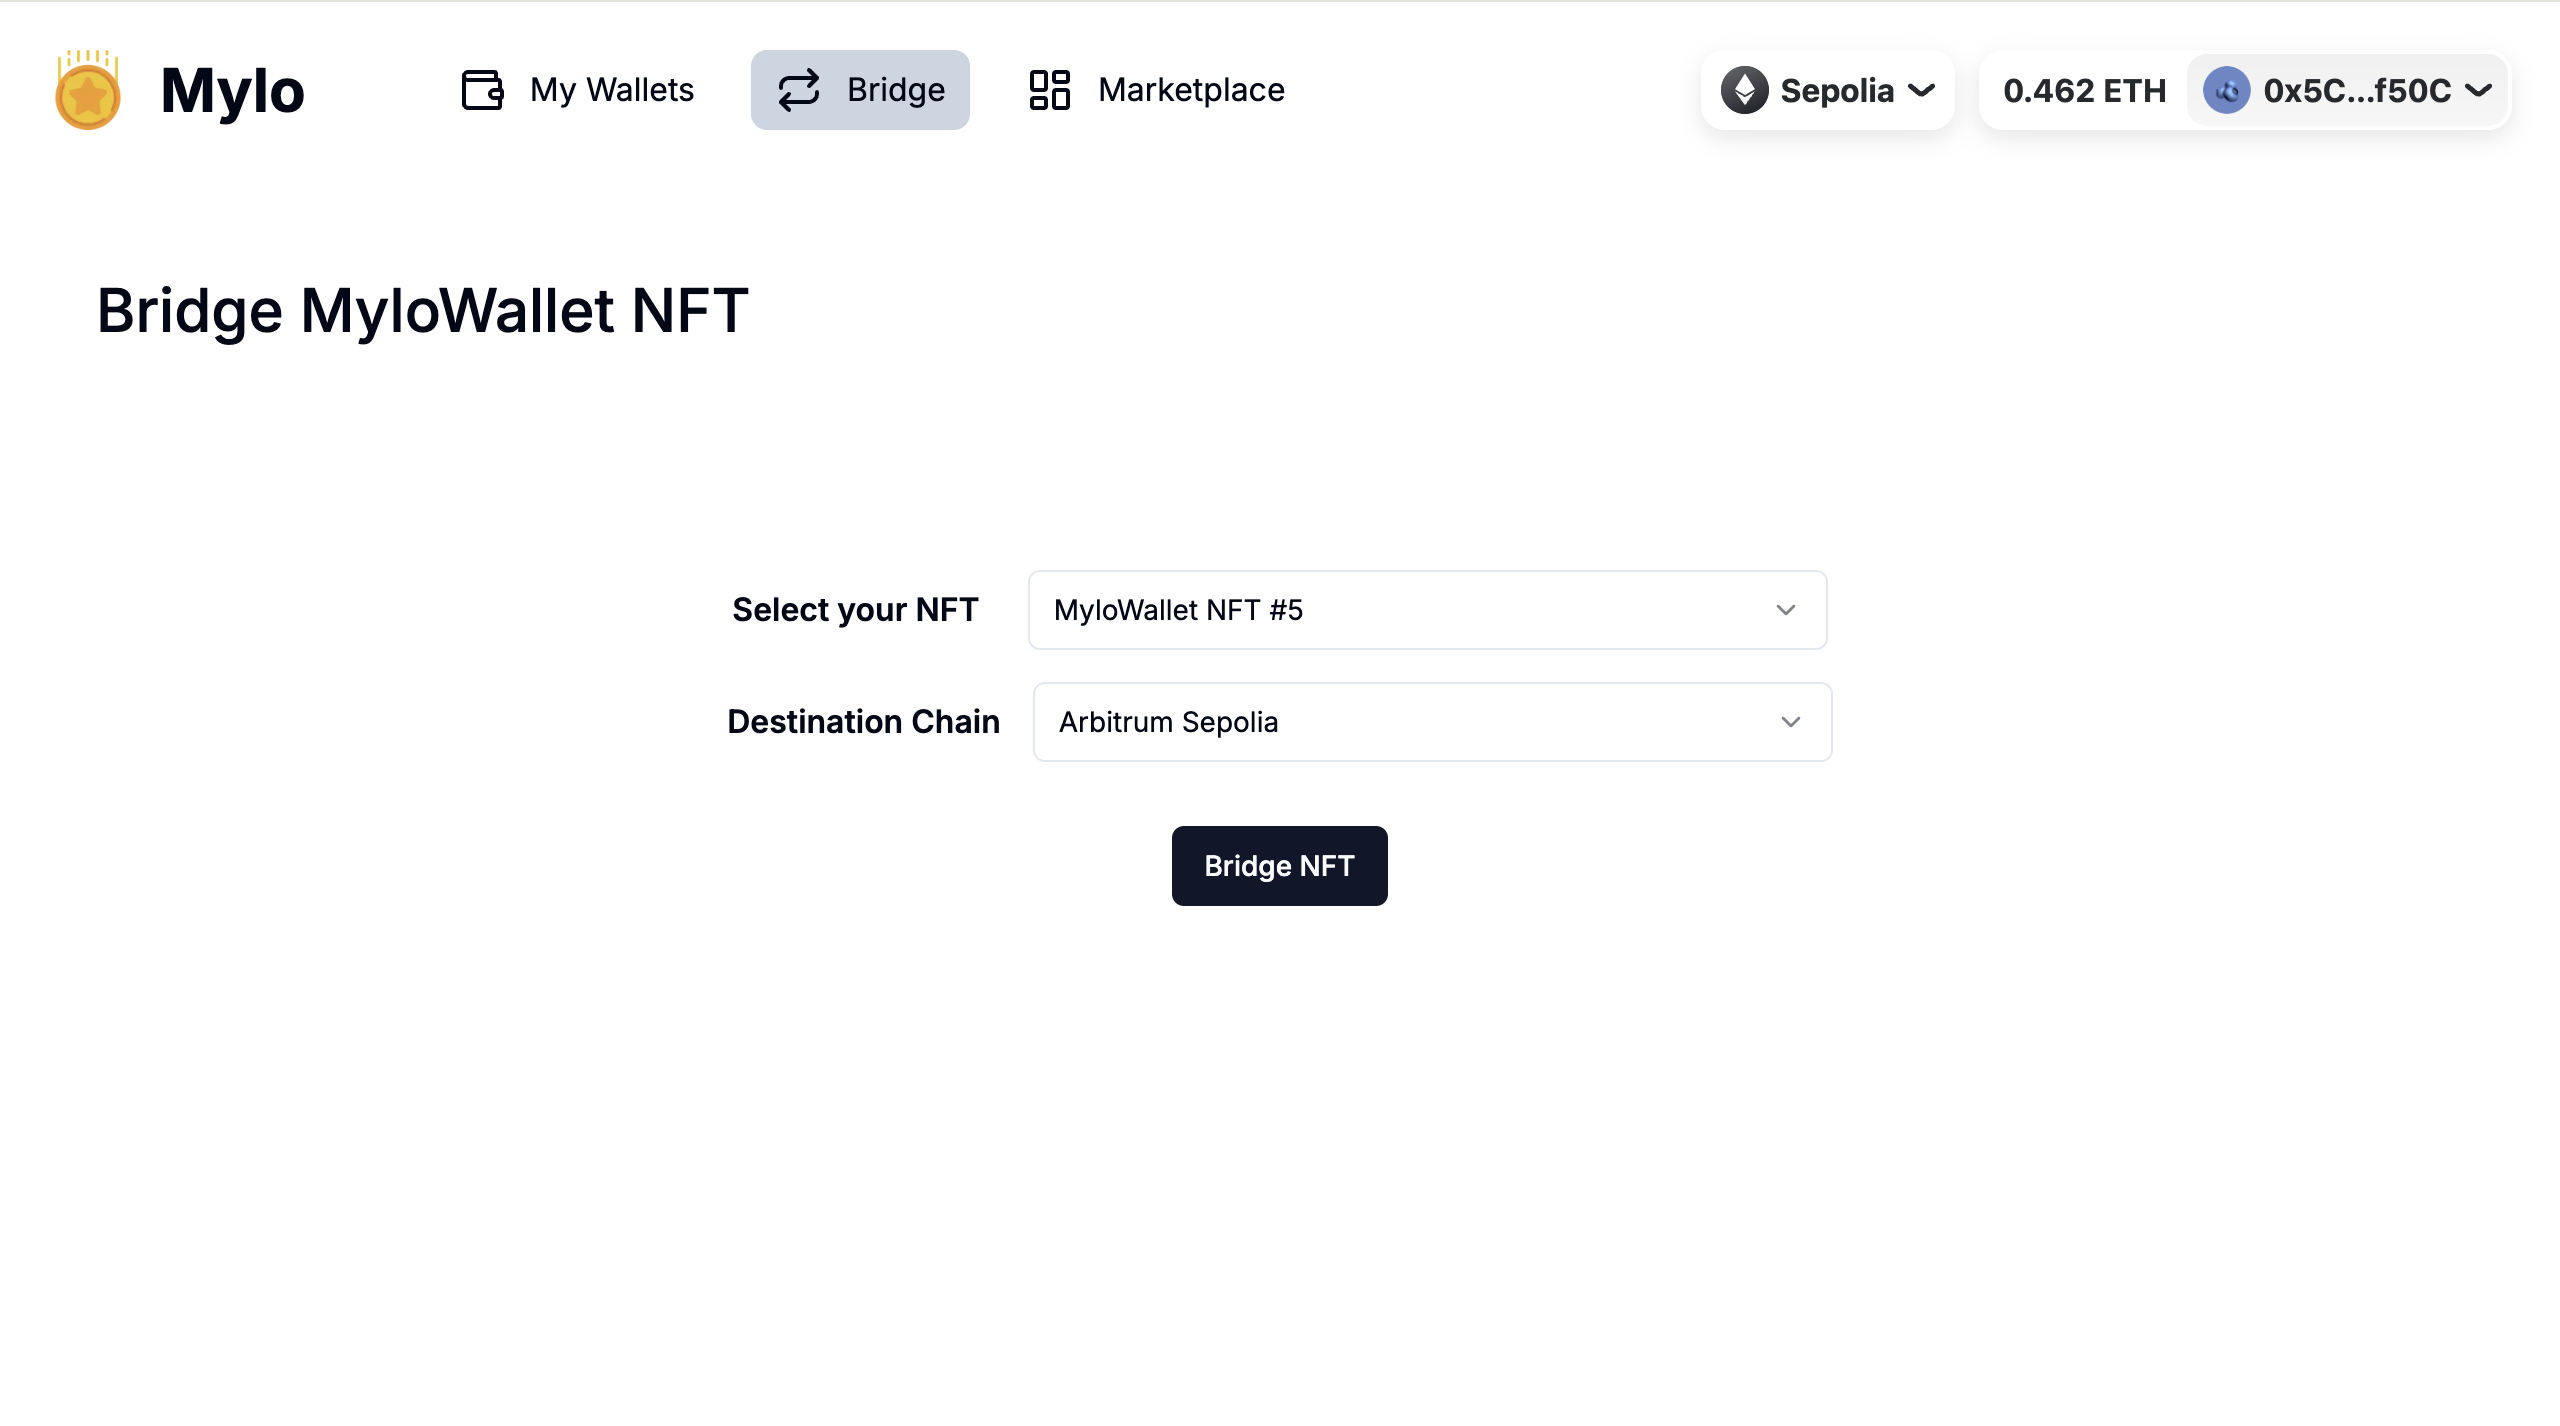 Mylo My Wallets Bridge Marketplace Sepolia 0.462 ETH 0x5C...f50C
Bridge MyloWallet NFT
Select your NFT MyloWallet NFT #5
Destination Chain Arbitrum Sepolia
Bridge NFT